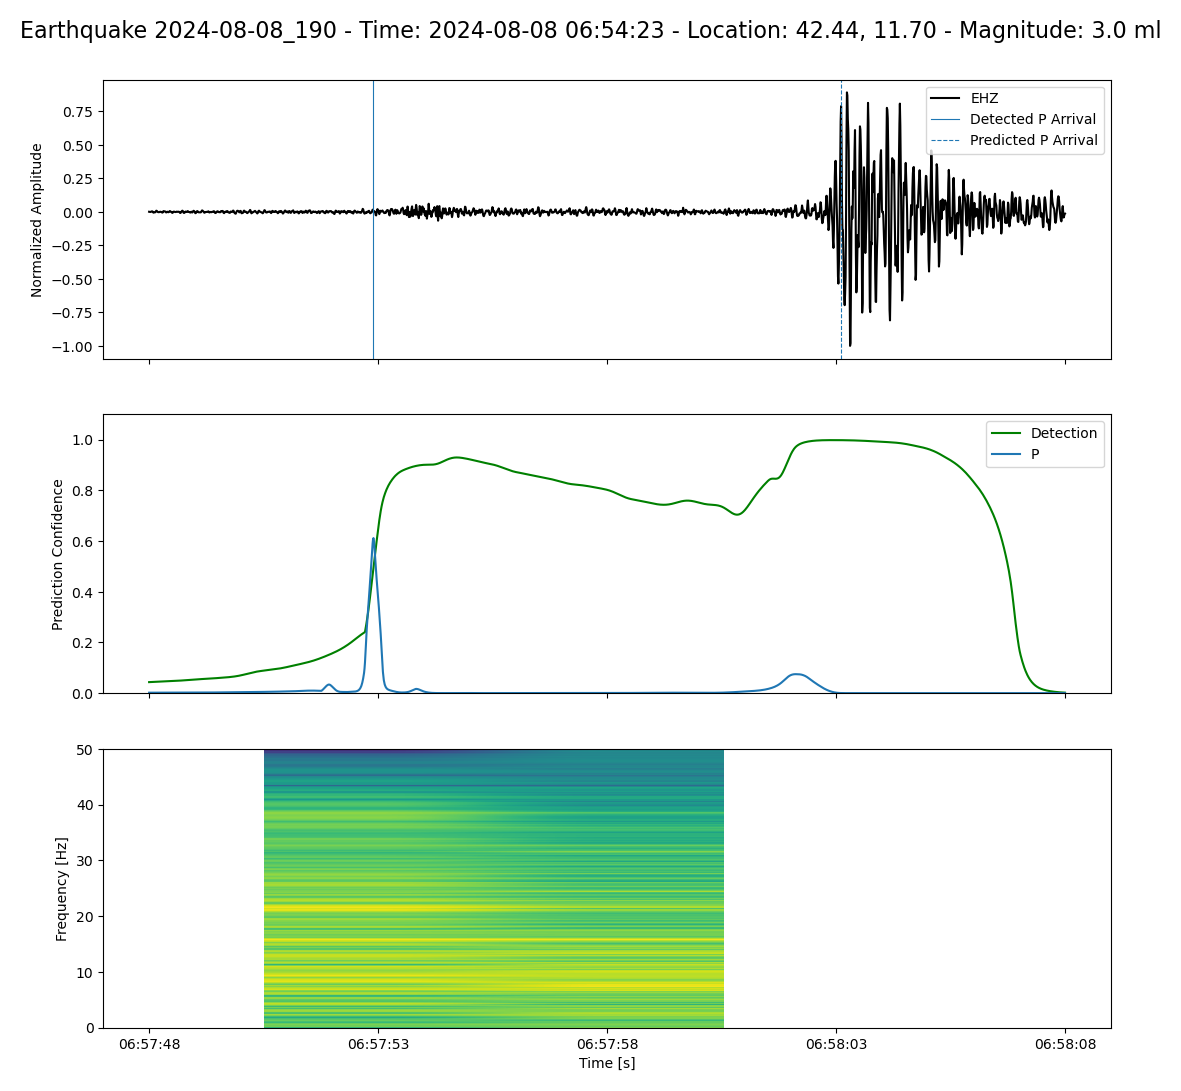 Earthquake 2024-08-08_190 - Time: 2024-08-08 06:54:23 - Location: 42.44, 11.70 - Magnitude: 3.0 ml
Normalized Amplitude
0.75
0.50
0.25
0.00
−0.25
−0.50
−0.75
−1.00
EHZ
Detected P Arrival
Predicted P Arrival
Prediction Confidence
1.0
0.8
0.6
0.4
0.2
0.0
Detection
P
Frequency [Hz]
50
40
30
20
10
0
06:57:48
06:57:53
06:57:58
06:58:03
06:58:08
Time [s]